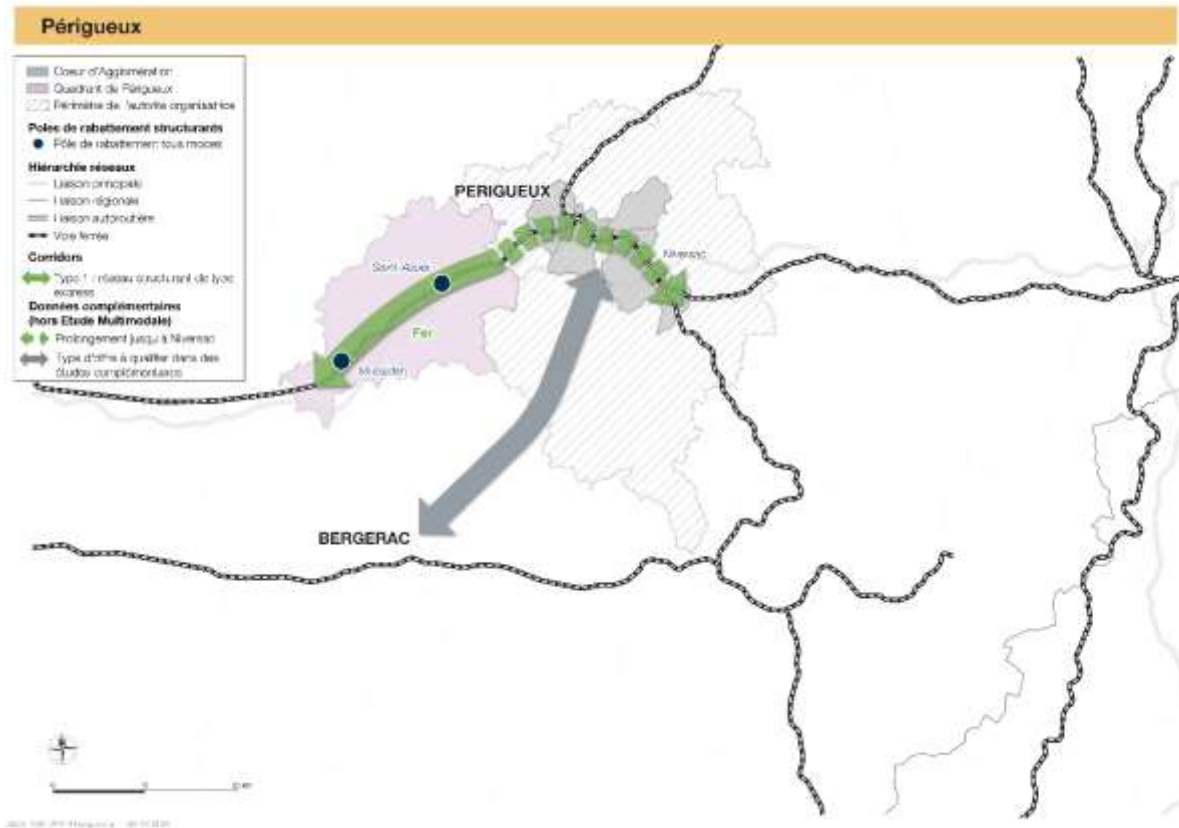 Périgueux
Coeur d'Agglomération
Quadrant de Périgueux
Périmètre de l'autorité organisatrice
Poles de rabattement structurants
Pôle de rabattement tous modes
Hiérarchie réseaux
Liaison principale
Liaison régionale
Liaison autoroutière
Voie ferrée
Corridors
Type 1 : réseau structurant de type
express
Données complémentaires
(hors Etude Multimodale)
Prolongement jusqu'à Niversac
Type d'offre à qualifier dans des
études complémentaires
PERIGUEUX
Saint-Astier
Niversac
Fer
Mussidan
BERGERAC
N